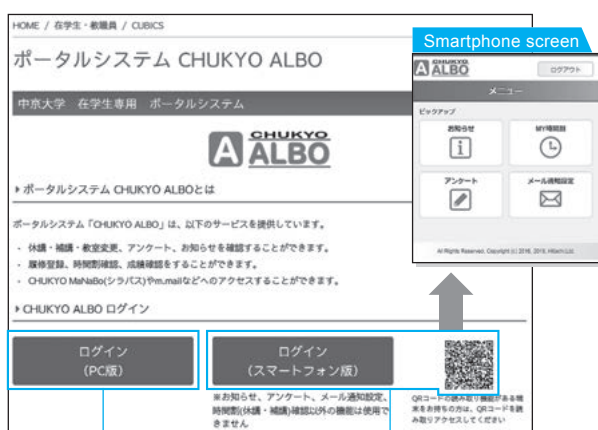 HOME / 在学生・教職員 / CUBICS
ポータルシステム CHUKYO ALBO
中京大学 在学生専用 ポータルシステム
CHUKYO
ALBO
ポータルシステム CHUKYO ALBOとは
ポータルシステム「CHUKYO ALBO」は、以下のサービスを提供しています。
・ 休講・補講・教室変更、アンケート、お知らせを確認することができます。
・ 履修登録、時間割確認、成績確認をすることができます。
・ CHUKYO MaNaBo(シラバス)やm.mailなどへのアクセスすることができます。
CHUKYO ALBO ログイン
ログイン
(PC版)
ログイン
(スマートフォン版)
※お知らせ、アンケート、メール通知設定、
時間割(休講・補講)確認以外の機能は使用で
きません
QRコードの読み取り機能がある端
末をお持ちの方は、QRコードを読
み取りアクセスしてください
Smartphone screen
CHUKYO
ALBO
ログアウト
メニュー
ピックアップ
お知らせ
MY時間割
アンケート
メール通知設定
All Rights Reserved, Copyright (c) 2016, 2018, Hitachi Ltd.